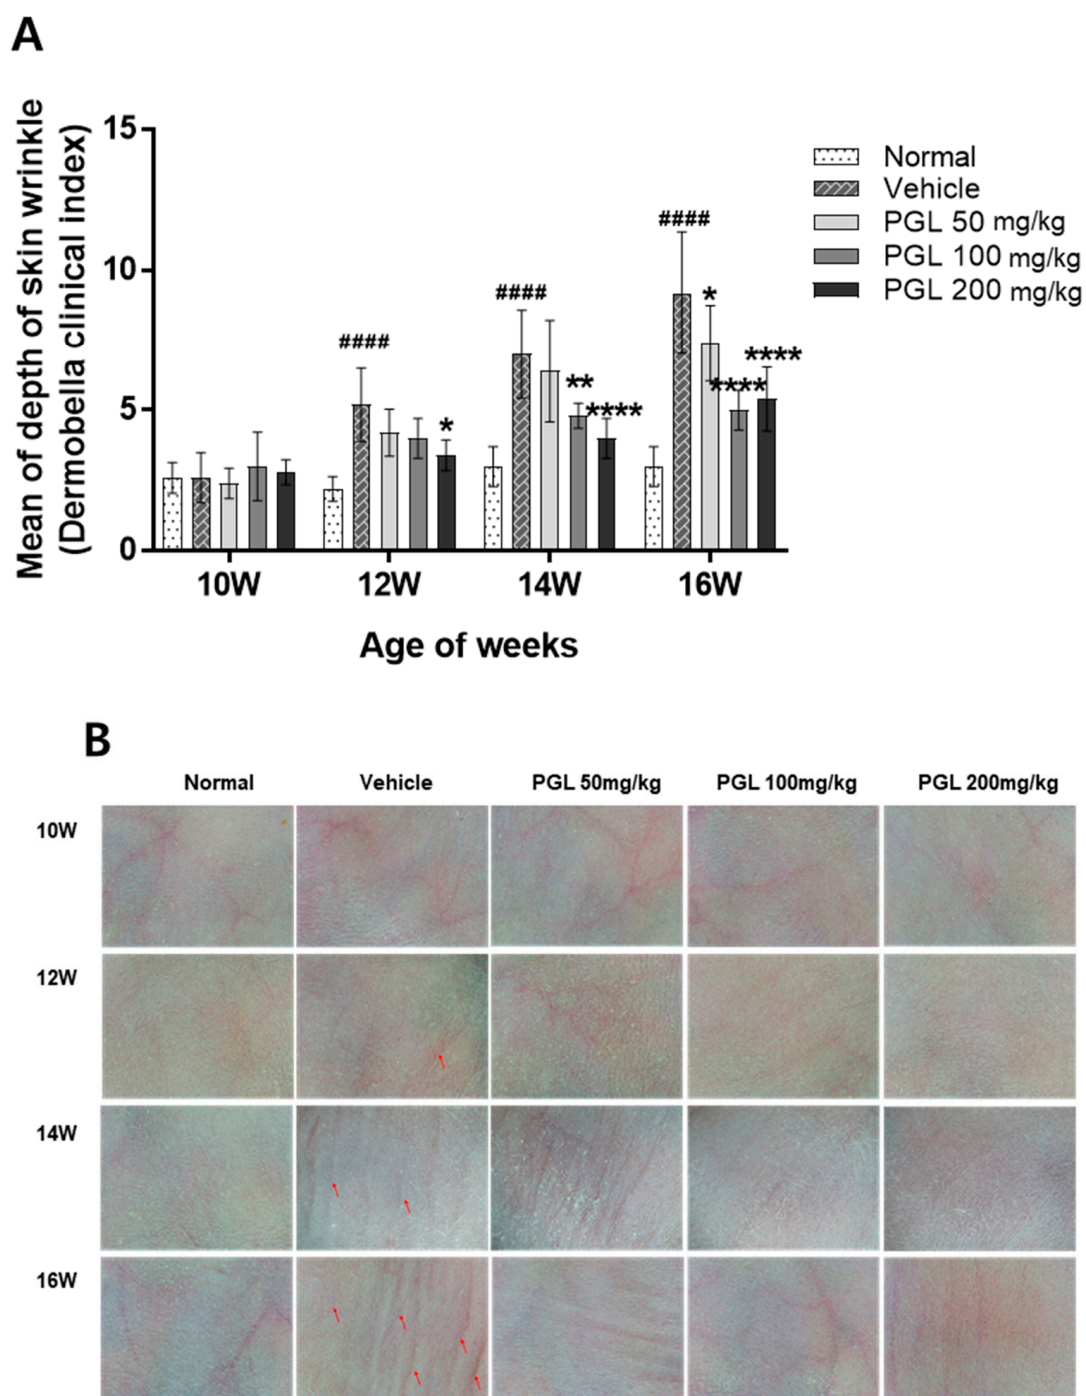 A
Mean of depth of skin wrinkle
(Dermobella clinical index)
15
10
5
0
####
*
####
**
****
####
*
****
****
10W 12W 14W 16W
Age of weeks
Normal
Vehicle
PGL 50 mg/kg
PGL 100 mg/kg
PGL 200 mg/kg
B
Normal Vehicle PGL 50mg/kg PGL 100mg/kg PGL 200mg/kg
10W
12W
14W
16W